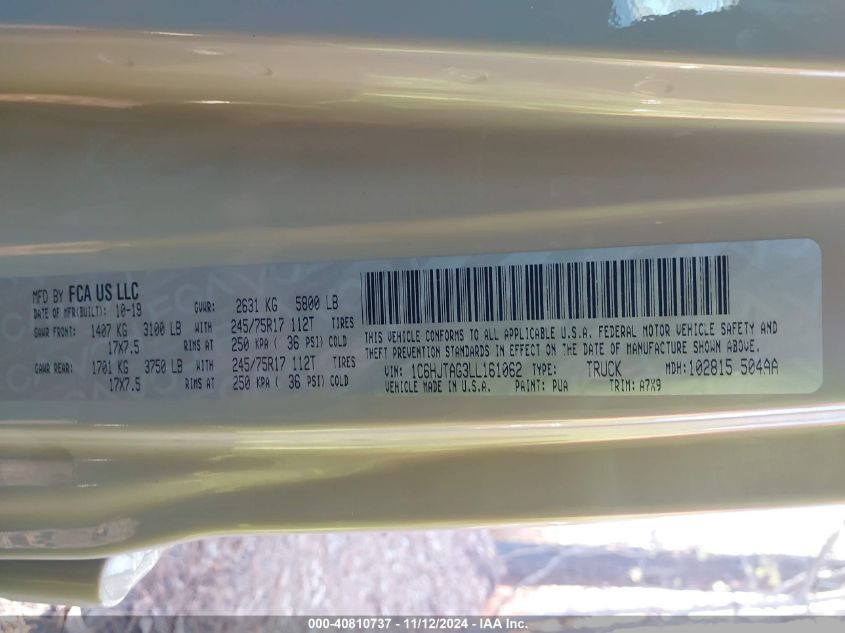 MFD BY FCA US LLC
DATE OF MFR(BUILT): 10-19 GVWR: 2631 KG 5800 LB
GAWR FRONT: 1407 KG 3100 LB WITH 245/75R17 112T TIRES
17X7.5 RIMS AT 250 KPA ( 36 PSI) COLD
GAWR REAR: 1701 KG 3750 LB WITH 245/75R17 112T TIRES
17X7.5 RIMS AT 250 KPA ( 36 PSI) COLD
THIS VEHICLE CONFORMS TO ALL APPLICABLE U.S.A. FEDERAL MOTOR VEHICLE SAFETY AND
THEFT PREVENTION STANDARDS IN EFFECT ON THE DATE OF MANUFACTURE SHOWN ABOVE.
VIN: 1C6HJTAG3LL161062 TYPE: TRUCK MDH: 102815 504AA
VEHICLE MADE IN U.S.A. PAINT: PUA TRIM: A7X9
000-40810737 - 11/12/2024 - IAA Inc.